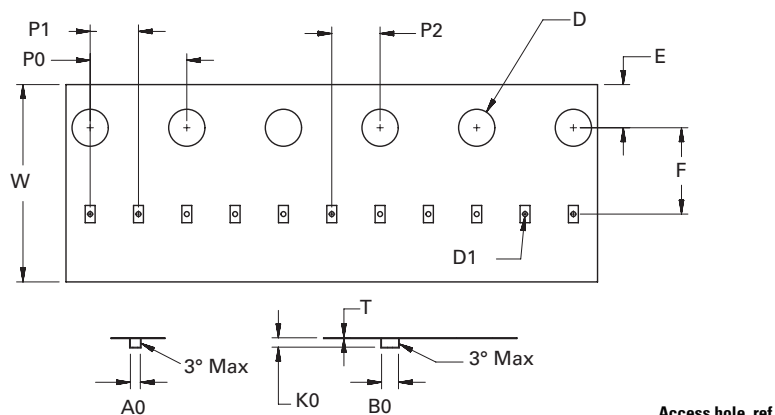 P1
P2
D
P0
E
W
F
D1
T
3° Max
3° Max
K0
A0
B0
Access hole, ref